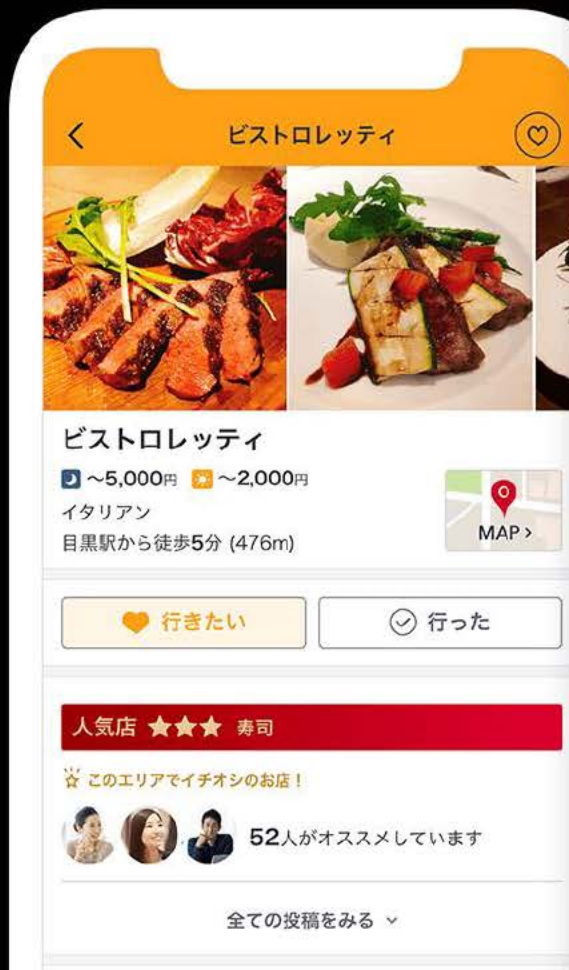 ビストロレッティ
ビストロレッティ
～5,000円 ～2,000円
イタリアン
目黒駅から徒歩5分 (476m)
MAP
行きたい
行った
人気店 ★★★ 寿司
このエリアでイチオシのお店！
52人がオススメしています
全ての投稿をみる